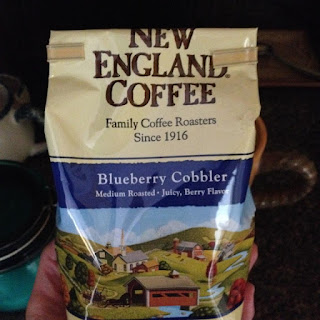 NEW
ENGLAND®
COFFEE
Family Coffee Roasters
Since 1916
Blueberry Cobbler
Medium Roasted • Juicy, Berry Flavor